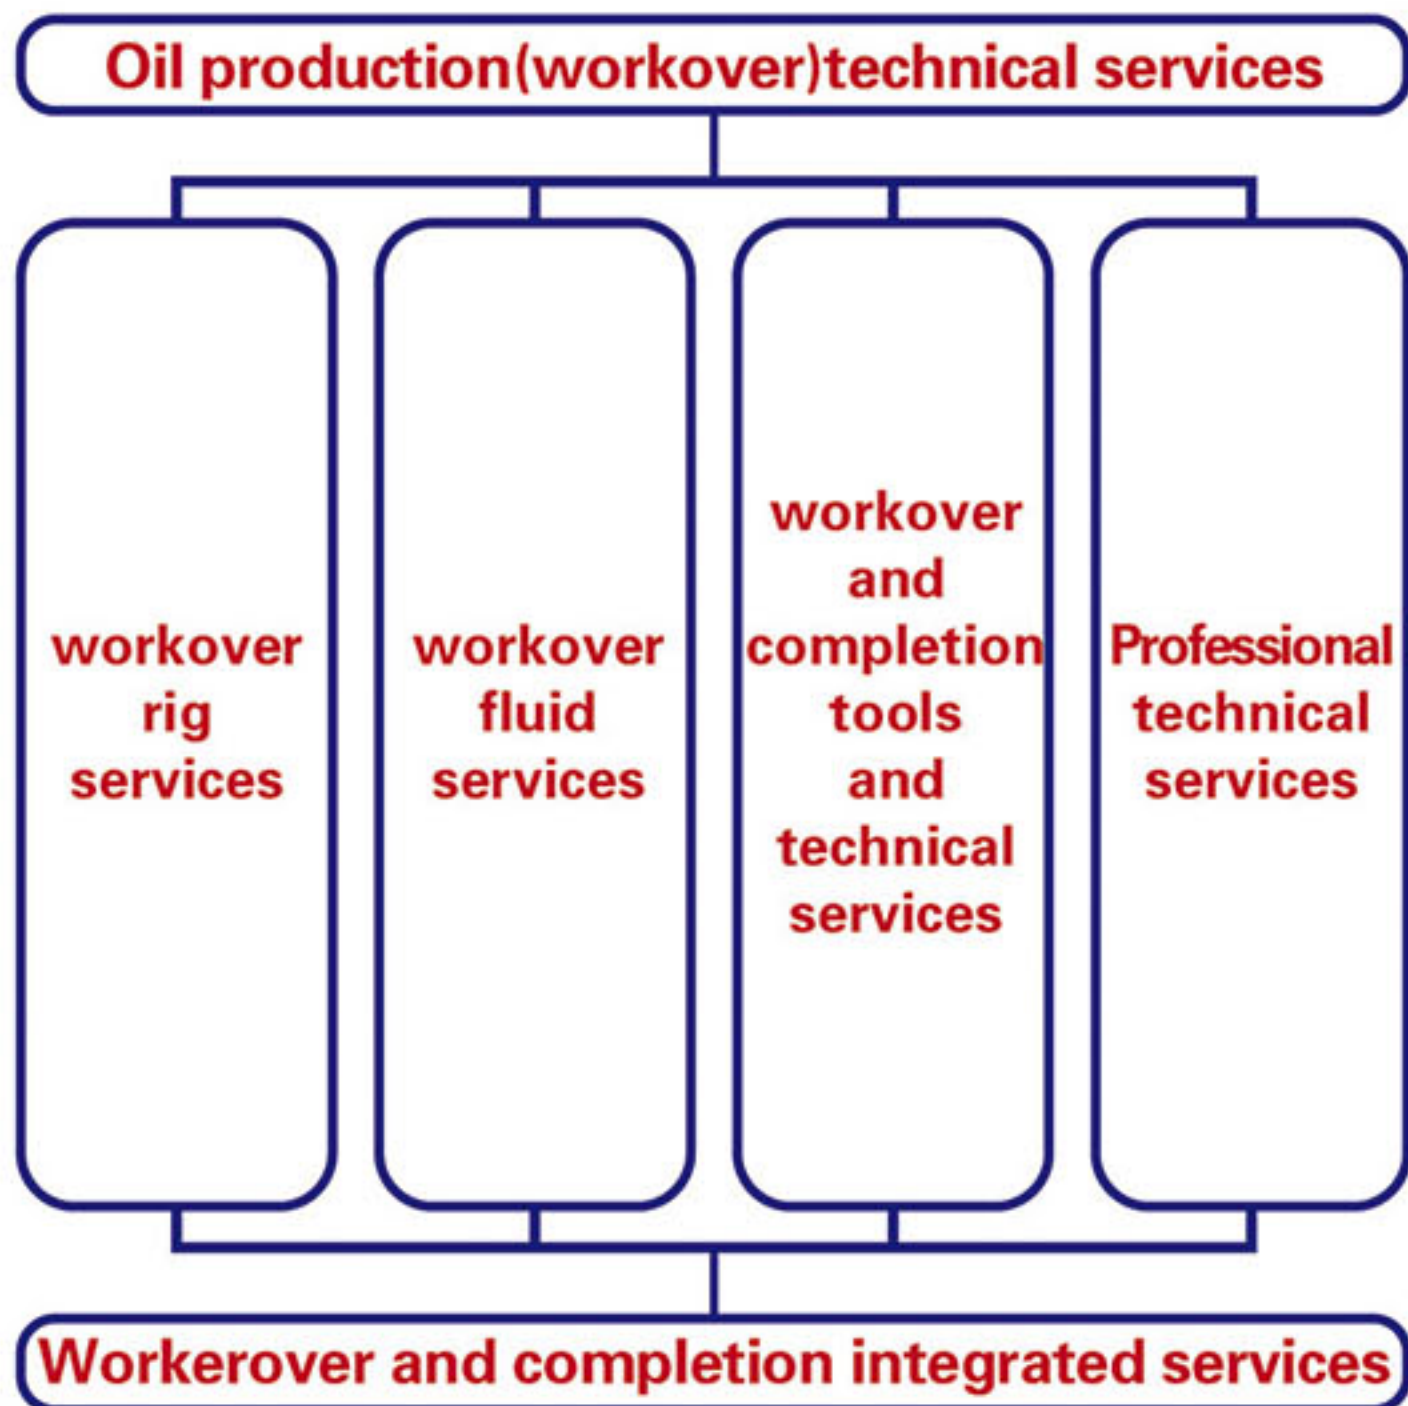 Oil production(workover)technical services
workover
rig
services
workover
fluid
services
workover
and
completion
tools
and
technical
services
Professional
technical
services
Workerover and completion integrated services